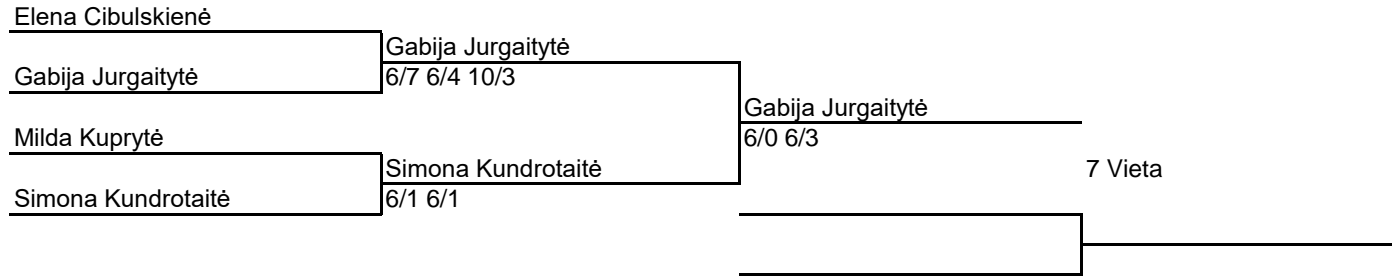 Elena Cibulskienė
Gabija Jurgaitytė
Gabija Jurgaitytė
6/7 6/4 10/3
Gabija Jurgaitytė
Milda Kuprytė
6/0 6/3
Simona Kundrotaitė
7 Vieta
Simona Kundrotaitė
6/1 6/1